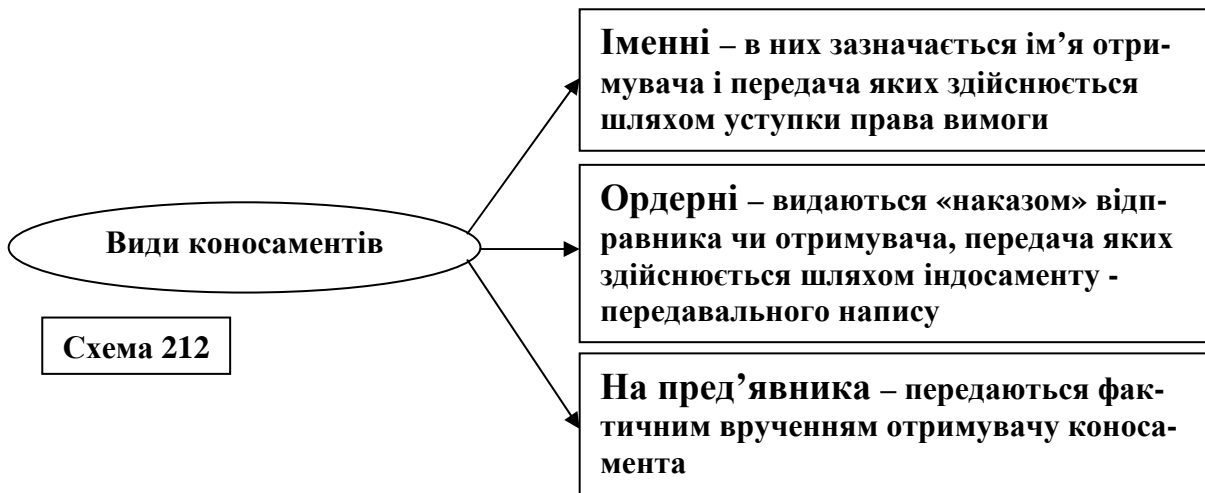 Іменні – в них зазначається ім’я отри-
мувача і передача яких здійснюється
шляхом уступки права вимоги
Ордерні – видаються «наказом» відп-
равника чи отримувача, передача яких
здійснюється шляхом індосаменту -
передавального напису
Види коносаментів
Схема 212
На пред’явника – передаються фак-
тичним врученням отримувачу коноса-
мента